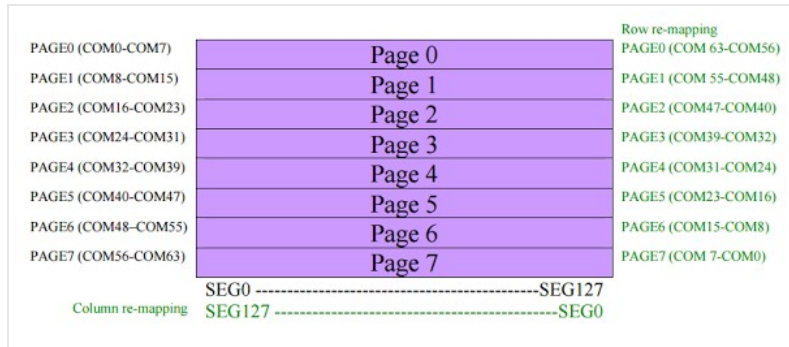 Row re-mapping
PAGE0 (COM0-COM7) Page 0 PAGE0 (COM 63-COM56)
PAGE1 (COM8-COM15) Page 1 PAGE1 (COM 55-COM48)
PAGE2 (COM16-COM23) Page 2 PAGE2 (COM47-COM40)
PAGE3 (COM24-COM31) Page 3 PAGE3 (COM39-COM32)
PAGE4 (COM32-COM39) Page 4 PAGE4 (COM31-COM24)
PAGE5 (COM40-COM47) Page 5 PAGE5 (COM23-COM16)
PAGE6 (COM48–COM55) Page 6 PAGE6 (COM15-COM8)
PAGE7 (COM56-COM63) Page 7 PAGE7 (COM 7-COM0)
SEG0 ---------------------------------------------SEG127
Column re-mapping SEG127 ---------------------------------------------SEG0